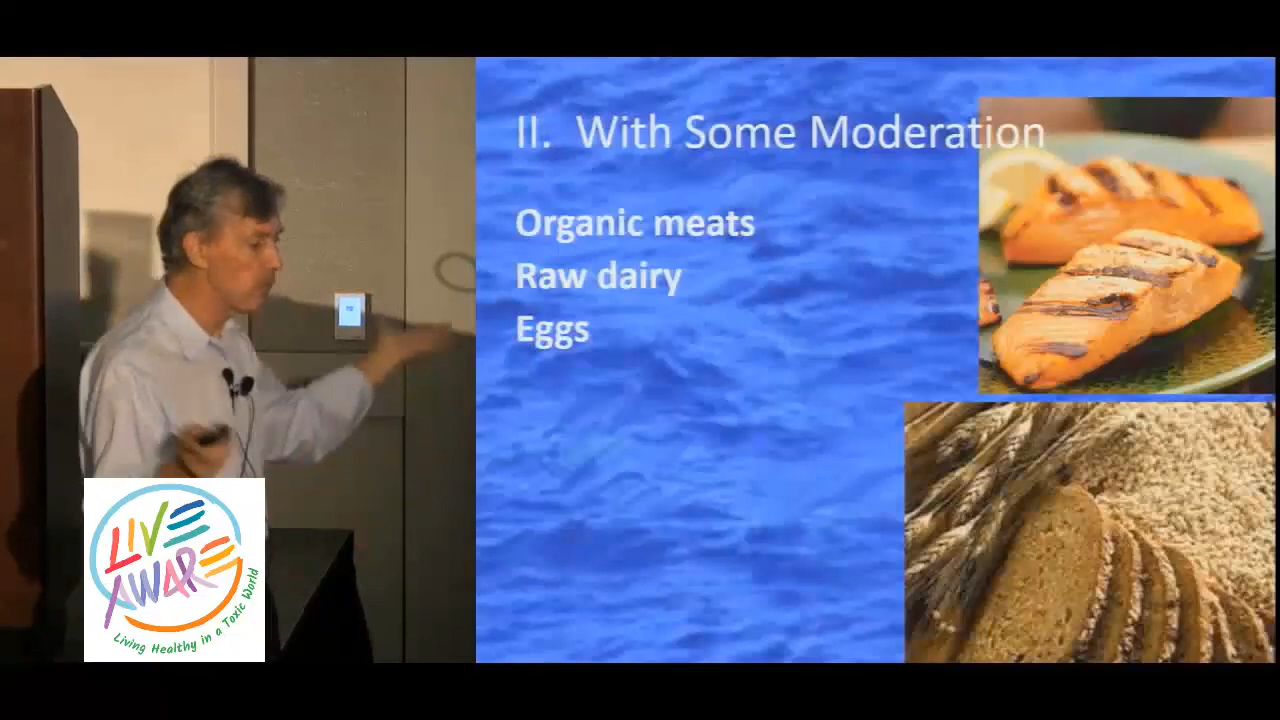 II. With Some Moderation
Organic meats
Raw dairy
Eggs
LIVE
AWARE
Living Healthy in a Toxic World